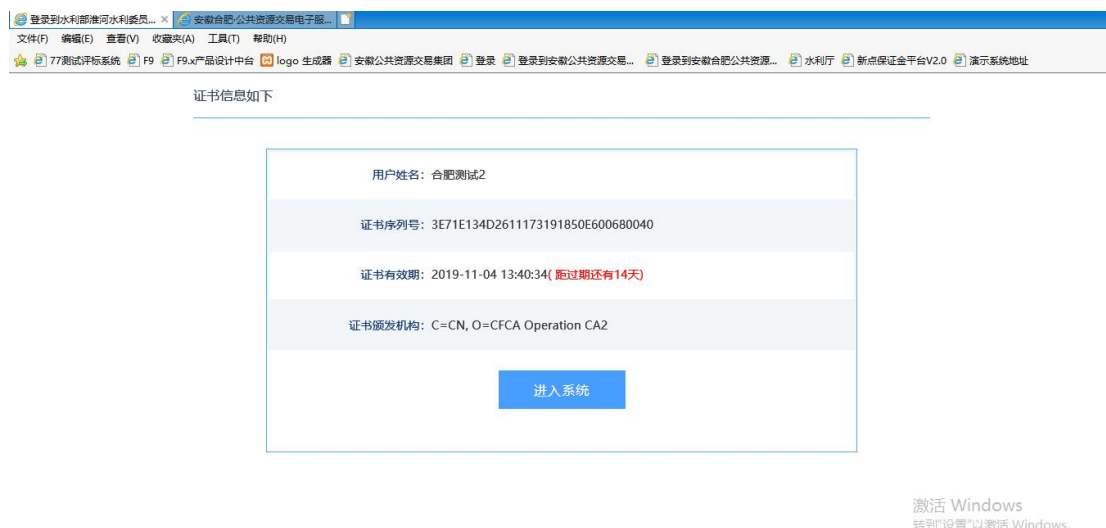 登录到水利部淮河水利委员... × 安徽合肥公共资源交易电子服...
文件(F) 编辑(E) 查看(V) 收藏夹(A) 工具(T) 帮助(H)
77测试评标系统 F9 F9.x产品设计中台 logo 生成器 安徽公共资源交易集团 登录 登录到安徽公共资源交易... 登录到安徽合肥公共资源... 水利厅 新点保证金平台V2.0 演示系统地址
证书信息如下
用户姓名：合肥测试2
证书序列号：3E71E134D2611173191850E600680040
证书有效期：2019-11-04 13:40:34( 距过期还有14天)
证书颁发机构：C=CN, O=CFCA Operation CA2
进入系统
激活 Windows
转到"设置"以激活 Windows。